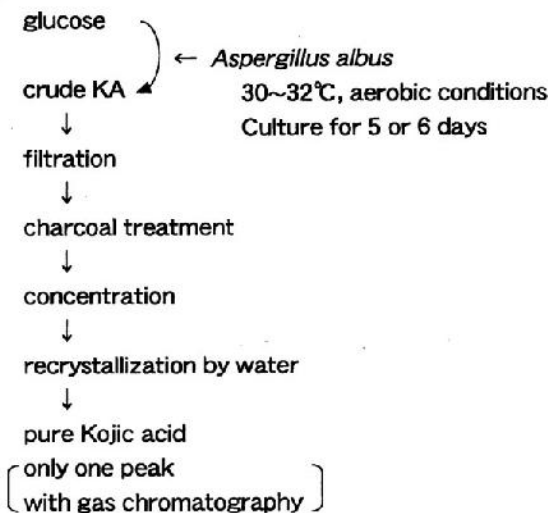 glucose
← Aspergillus albus
crude KA
30~32℃, aerobic conditions
Culture for 5 or 6 days
↓
filtration
↓
charcoal treatment
↓
concentration
↓
recrystallization by water
↓
pure Kojic acid
only one peak
with gas chromatography